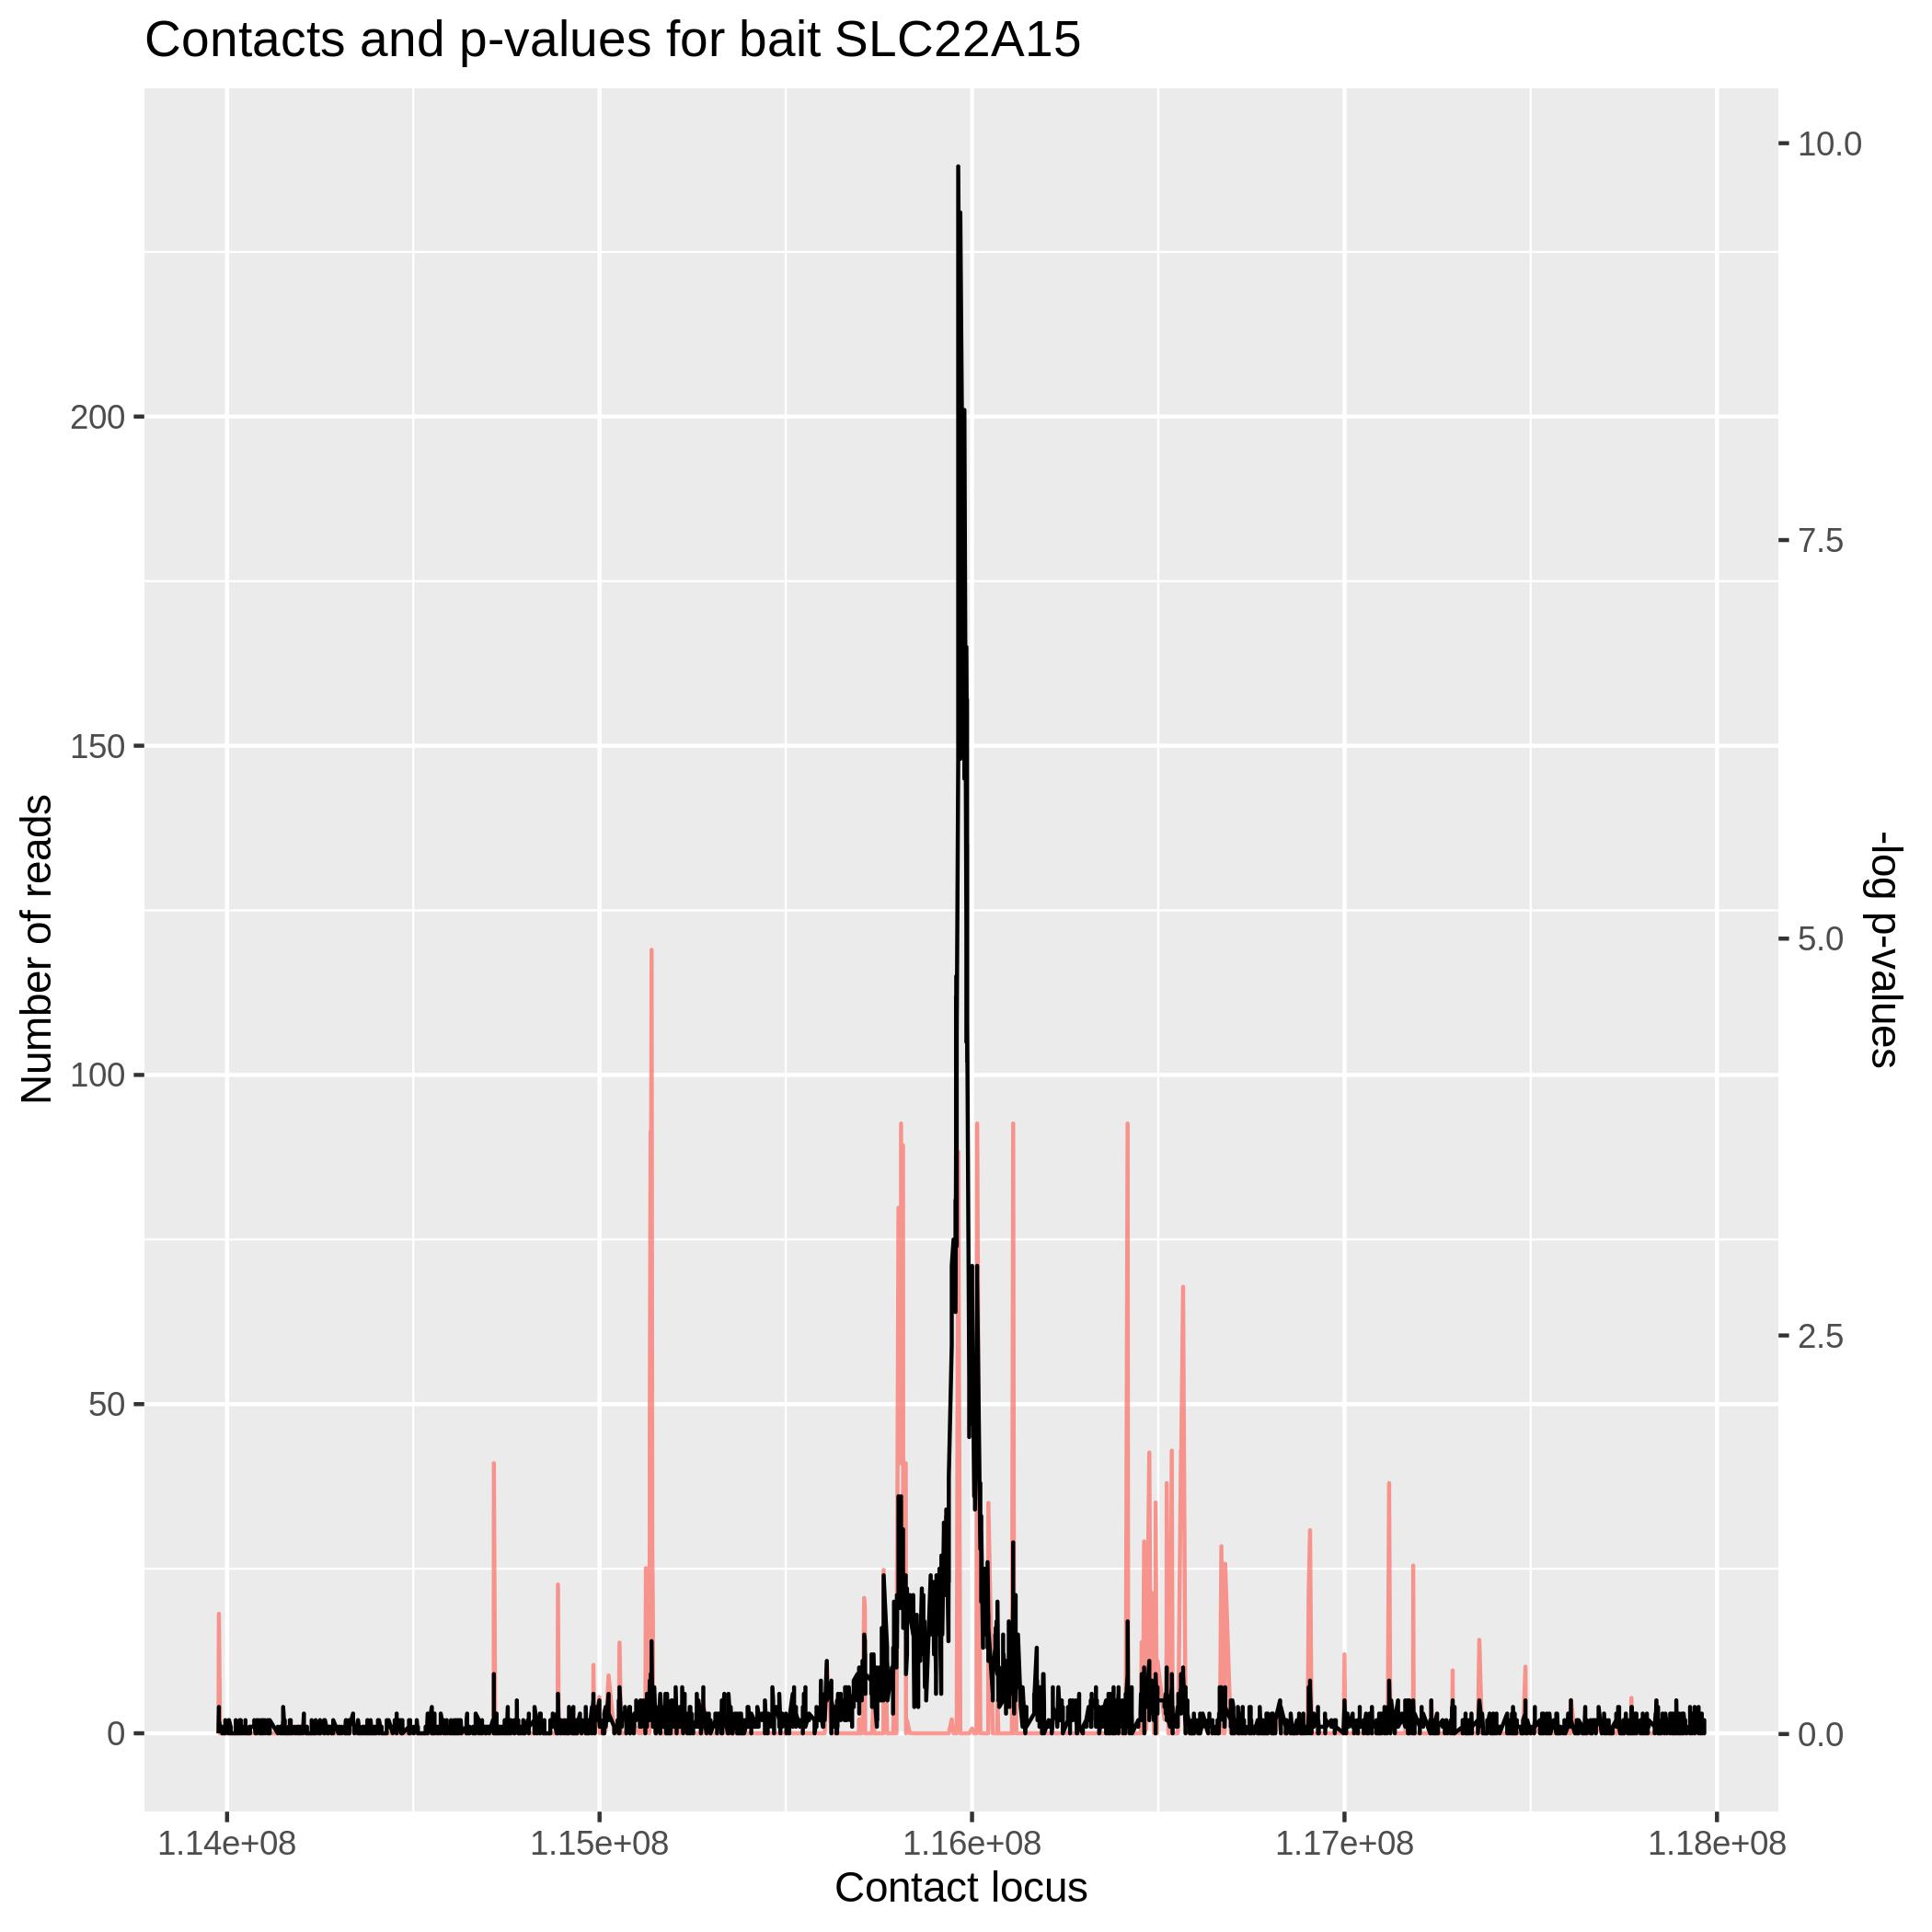 Contacts and p-values for bait SLC22A15
Number of reads
200
150
100
50
0
10.0
7.5
5.0
2.5
0.0
-log p-values
1.14e+08
1.15e+08
1.16e+08
1.17e+08
1.18e+08
Contact locus